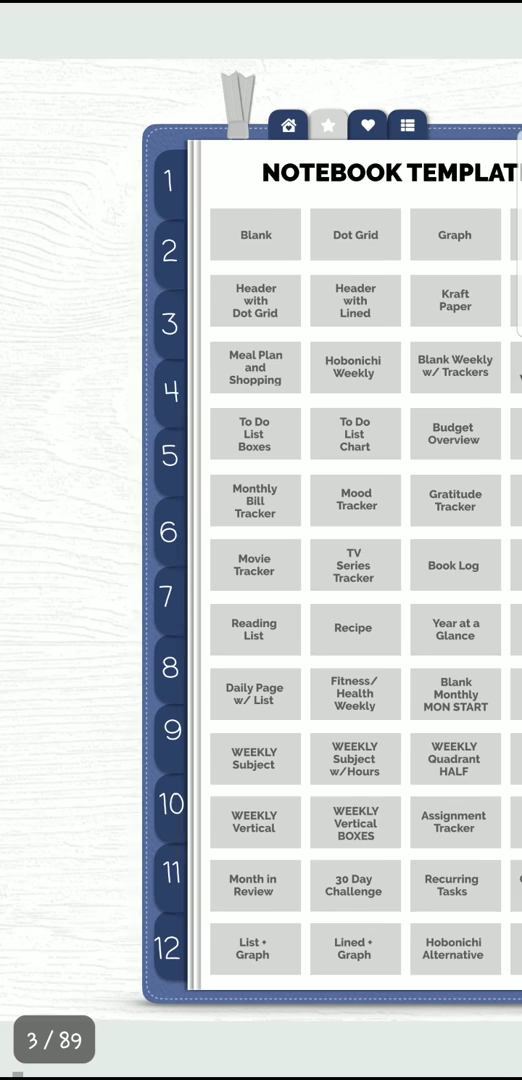 NOTEBOOK TEMPLAT
1
2
3
4
5
6
7
8
9
10
11
12
Blank
Dot Grid
Graph
Header
with
Dot Grid
Header
with
Lined
Kraft
Paper
Meal Plan
and
Shopping
Hobonichi
Weekly
Blank Weekly
w/ Trackers
To Do
List
Boxes
To Do
List
Chart
Budget
Overview
Monthly
Bill
Tracker
Mood
Tracker
Gratitude
Tracker
Movie
Tracker
TV
Series
Tracker
Book Log
Reading
List
Recipe
Year at a
Glance
Daily Page
w/ List
Fitness/
Health
Weekly
Blank
Monthly
MON START
WEEKLY
Subject
WEEKLY
Subject
w/Hours
WEEKLY
Quadrant
HALF
WEEKLY
Vertical
WEEKLY
Vertical
BOXES
Assignment
Tracker
Month in
Review
30 Day
Challenge
Recurring
Tasks
List +
Graph
Lined +
Graph
Hobonichi
Alternative
3 / 89